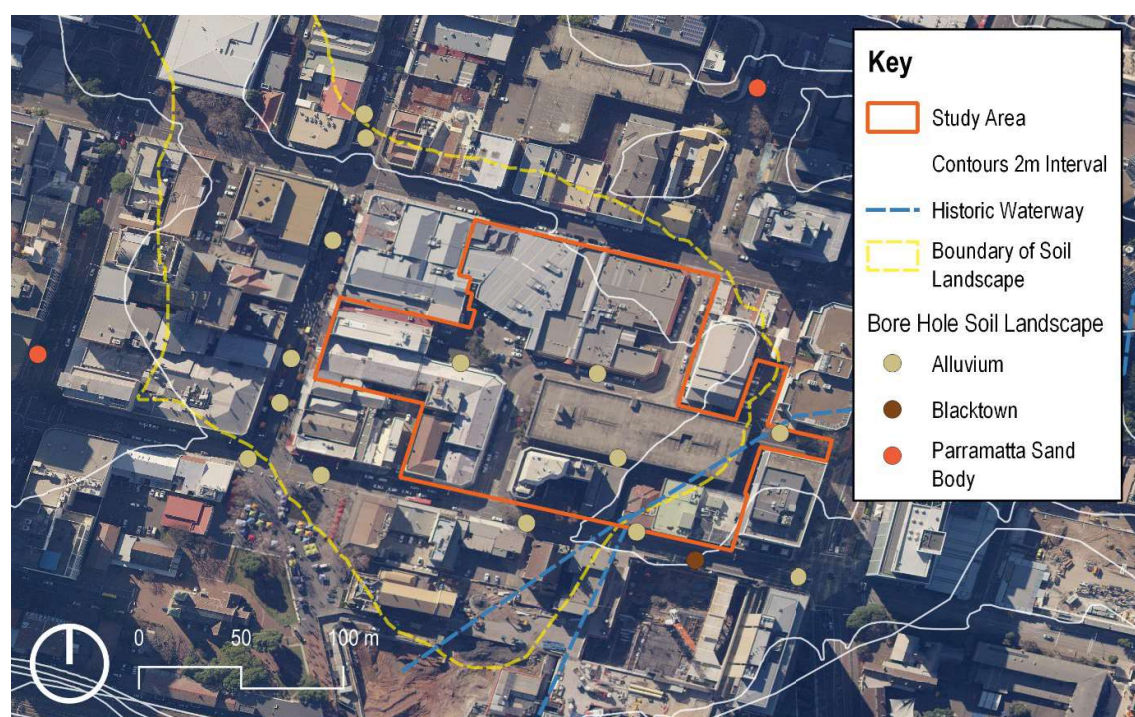 Key
Study Area
Contours 2m Interval
Historic Waterway
Boundary of Soil
Landscape
Bore Hole Soil Landscape
Alluvium
Blacktown
Parramatta Sand
Body
0 50 100 m